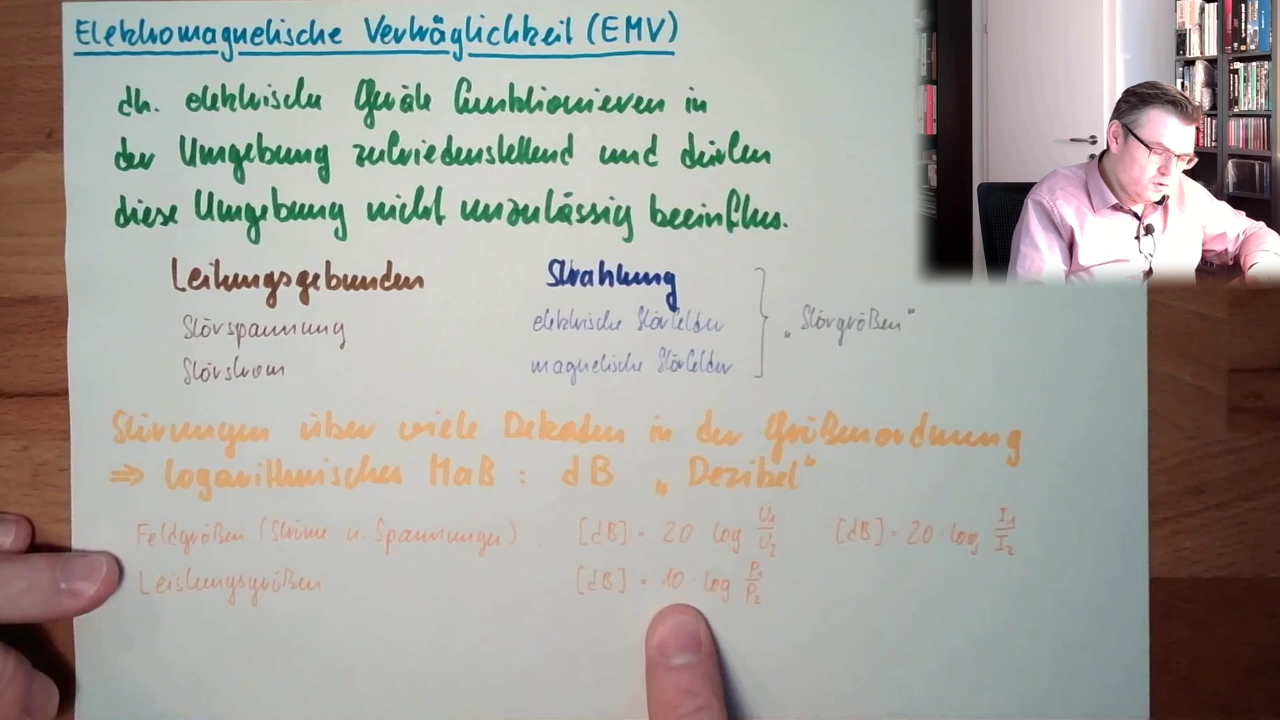 Elektromagnetische Verträglichkeit (EMV)
dh. elektrische Geräte funktionieren in
der Umgebung zufriedenstellend und dürfen
diese Umgebung nicht unzulässig beeinflus.
Leitungsgebunden Strahlung
Störspannung elektrische Störfelder „Störgrößen"
Störstrom magnetische Störfelder
Störungen über viele Dekaden in der Größenordnung
⇒ logarithmisches Maß : dB „Dezibel"
Feldgrößen (Ströme u. Spannungen) [dB] = 20 log U1/U2 [dB] = 20 · log I1/I2
Leistungsgrößen [dB] = 10 · log P1/P2